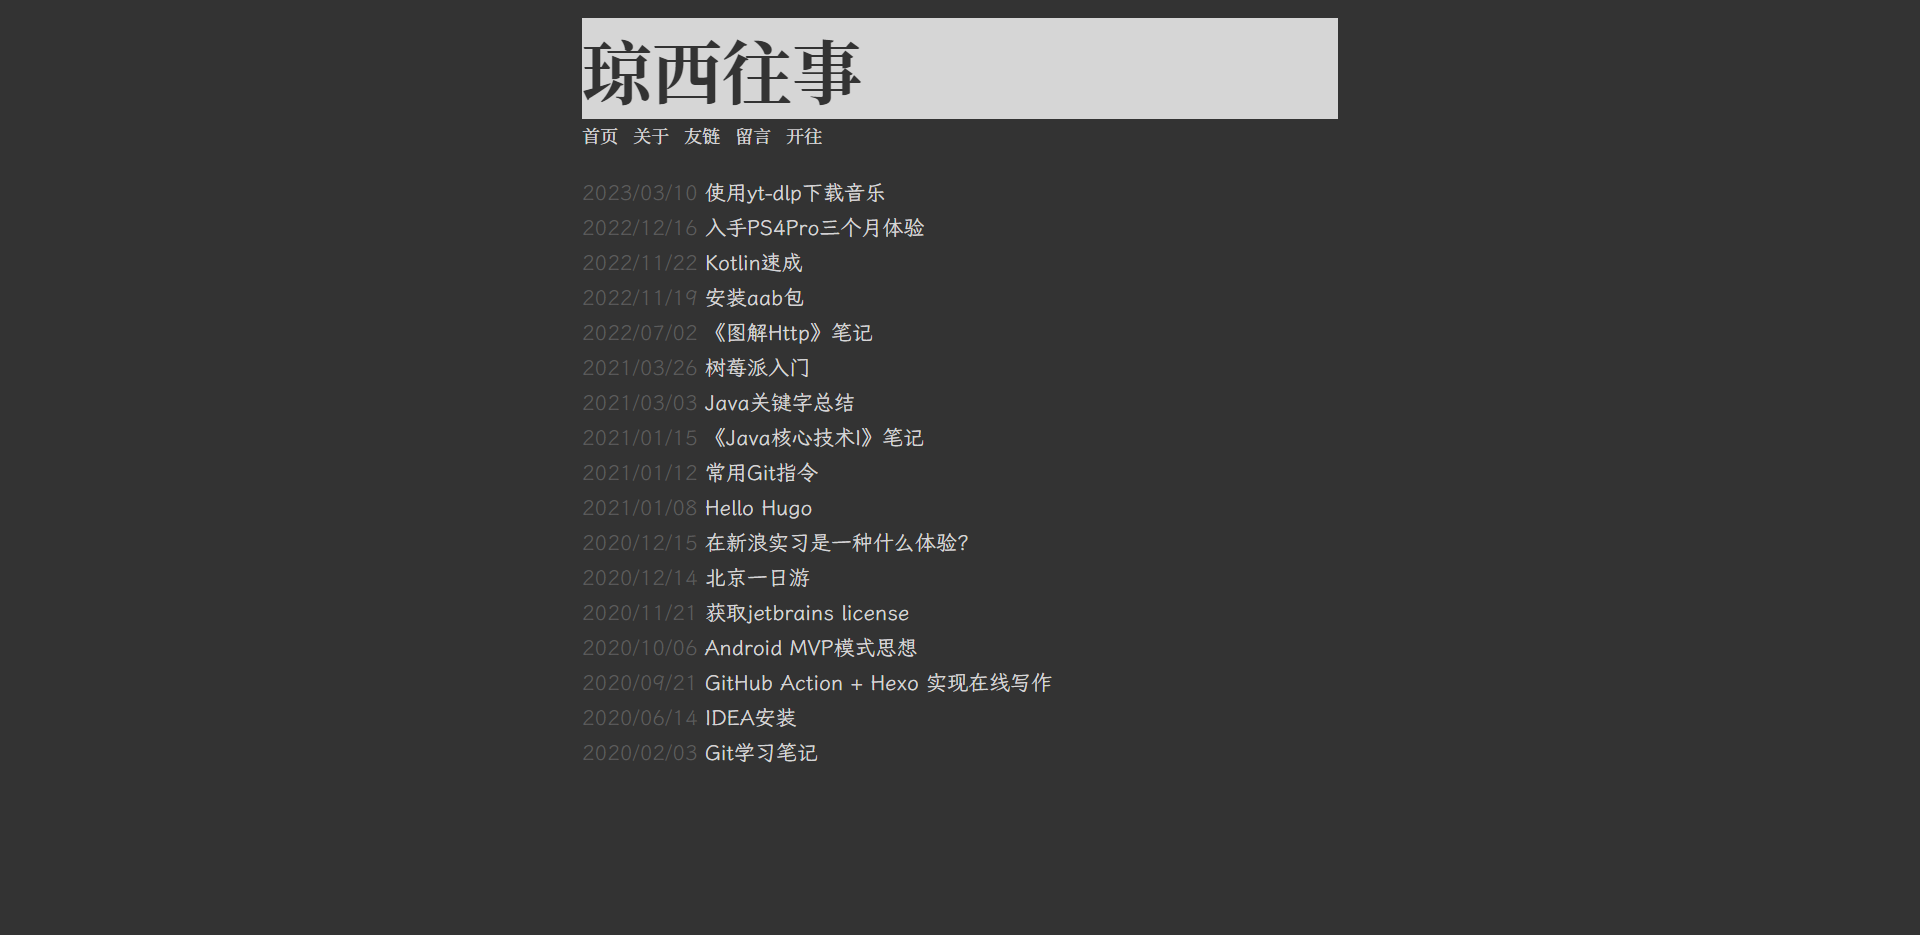 琼西往事
首页 关于 友链 留言 开往
2023/03/10 使用yt-dlp下载音乐
2022/12/16 入手PS4Pro三个月体验
2022/11/22 Kotlin速成
2022/11/19 安装aab包
2022/07/02 《图解Http》笔记
2021/03/26 树莓派入门
2021/03/03 Java关键字总结
2021/01/15 《Java核心技术I》笔记
2021/01/12 常用Git指令
2021/01/08 Hello Hugo
2020/12/15 在新浪实习是一种什么体验?
2020/12/14 北京一日游
2020/11/21 获取jetbrains license
2020/10/06 Android MVP模式思想
2020/09/21 GitHub Action + Hexo 实现在线写作
2020/06/14 IDEA安装
2020/02/03 Git学习笔记